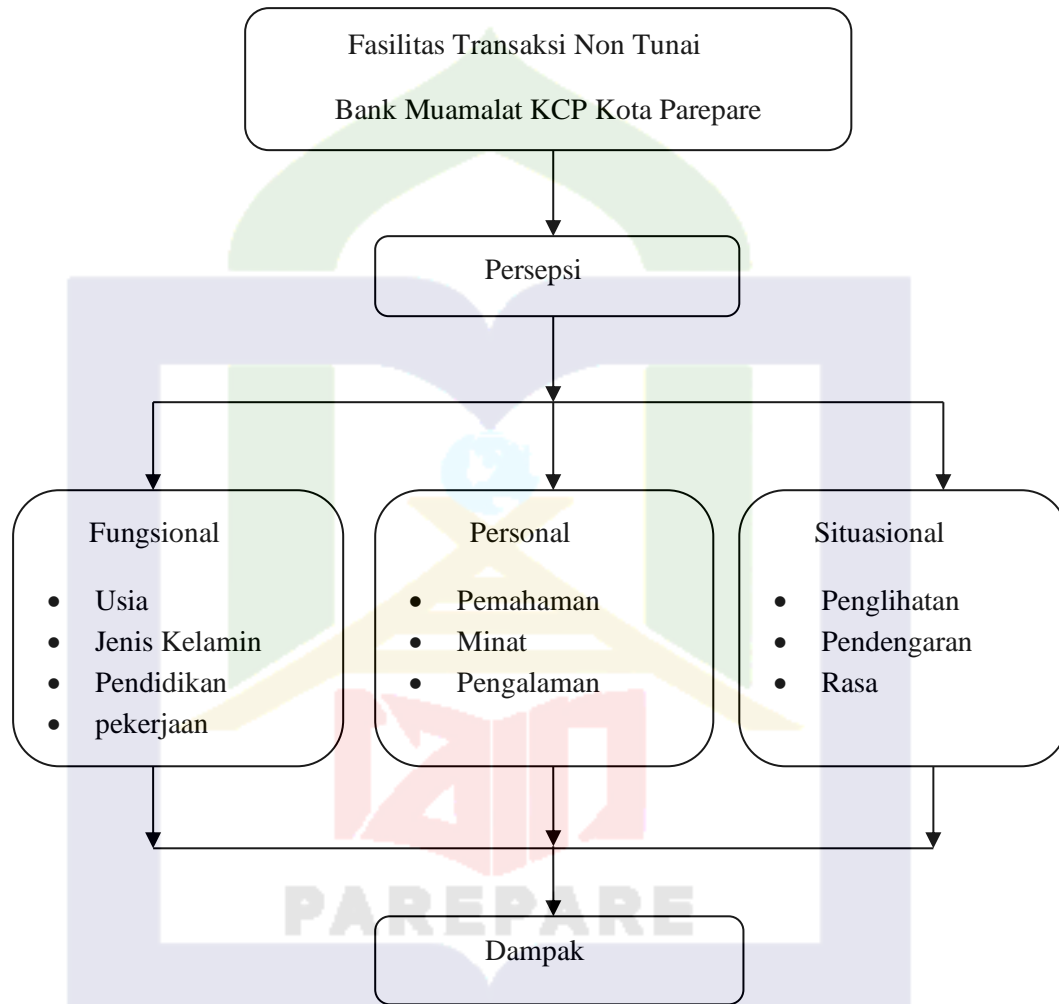 Fasilitas Transaksi Non Tunai
Bank Muamalat KCP Kota Parepare
Persepsi
Fungsional
• Usia
• Jenis Kelamin
• Pendidikan
• pekerjaan
Personal
• Pemahaman
• Minat
• Pengalaman
Situasional
• Penglihatan
• Pendengaran
• Rasa
PAREPARE
Dampak